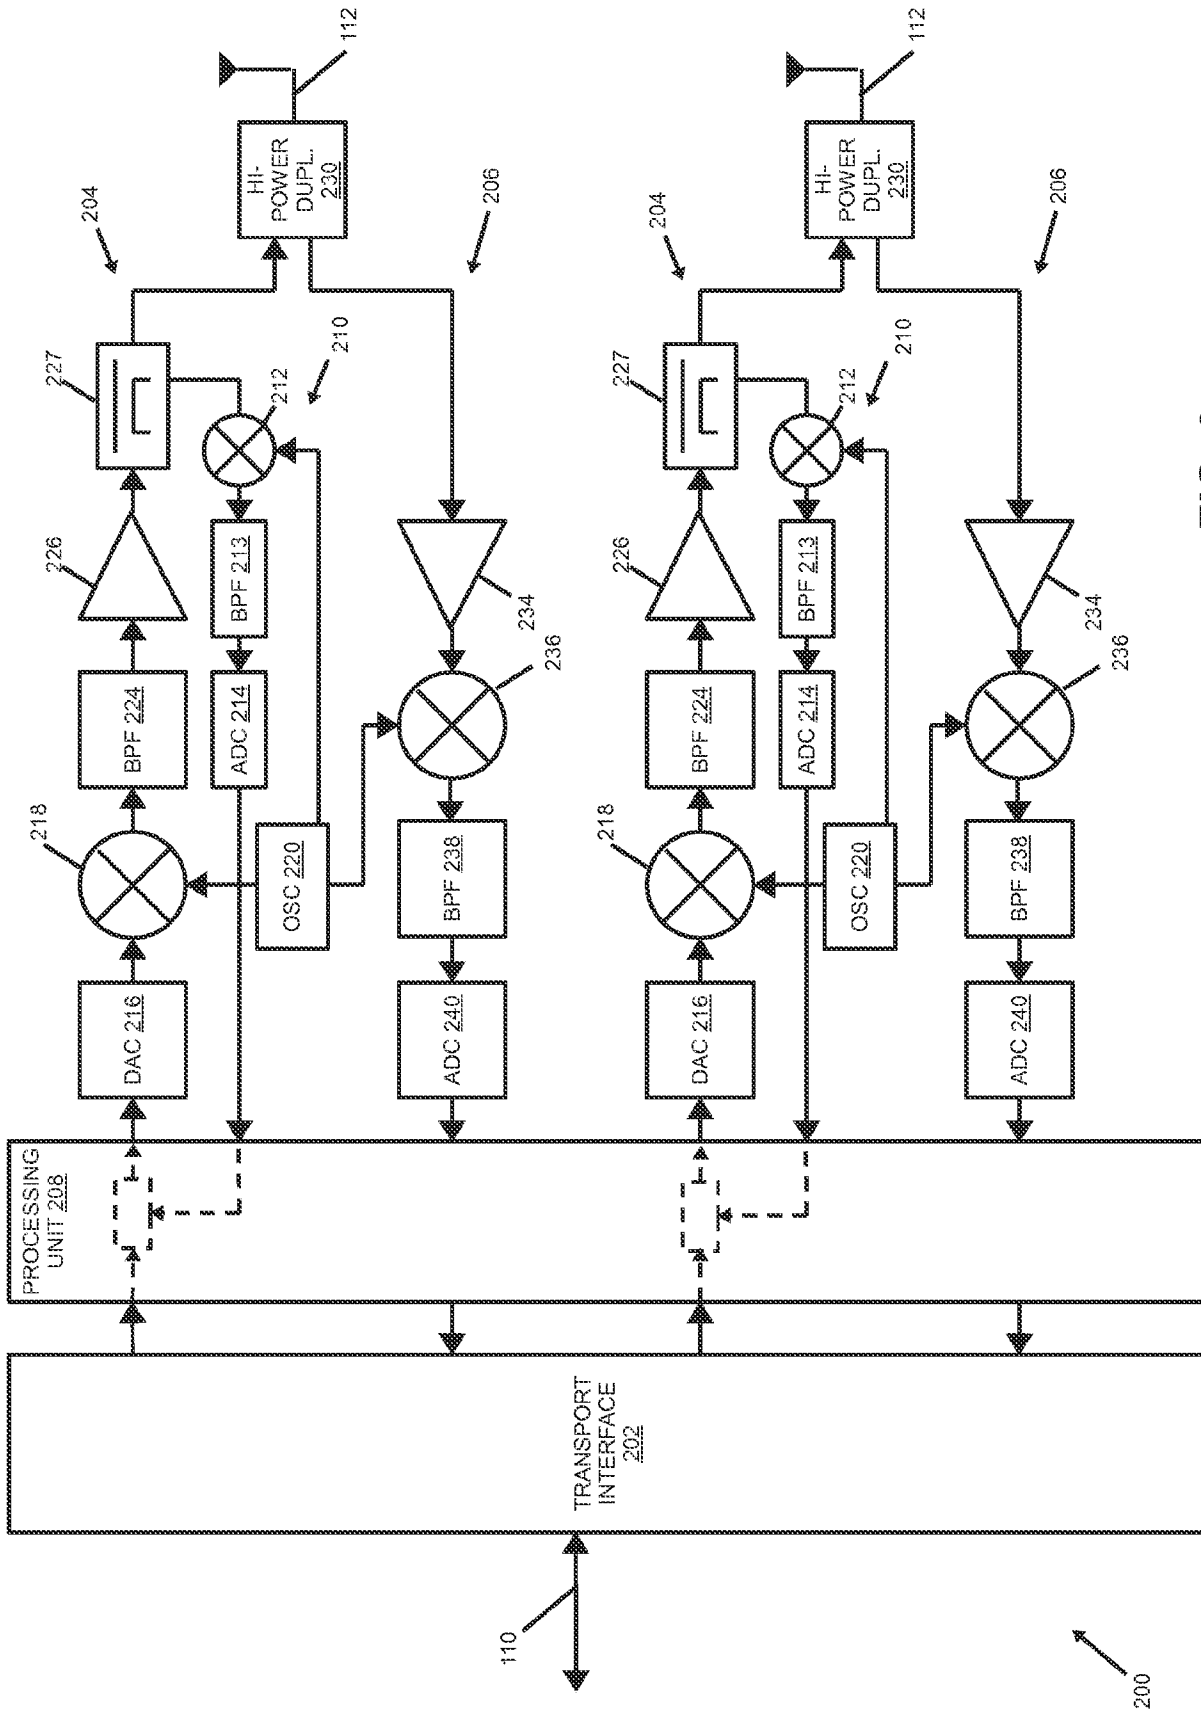 112
HI-
POWER
DUPL.
230
204
206
227
212
210
226
BPF 213
234
236
BPF 224
ADC 214
218
OSC 220
BPF 238
DAC 216
ADC 240
112
HI-
POWER
DUPL.
230
204
206
227
212
210
226
BPF 213
234
236
BPF 224
ADC 214
218
OSC 220
BPF 238
DAC 216
ADC 240
PROCESSING
UNIT 208
TRANSPORT
INTERFACE
202
110
200